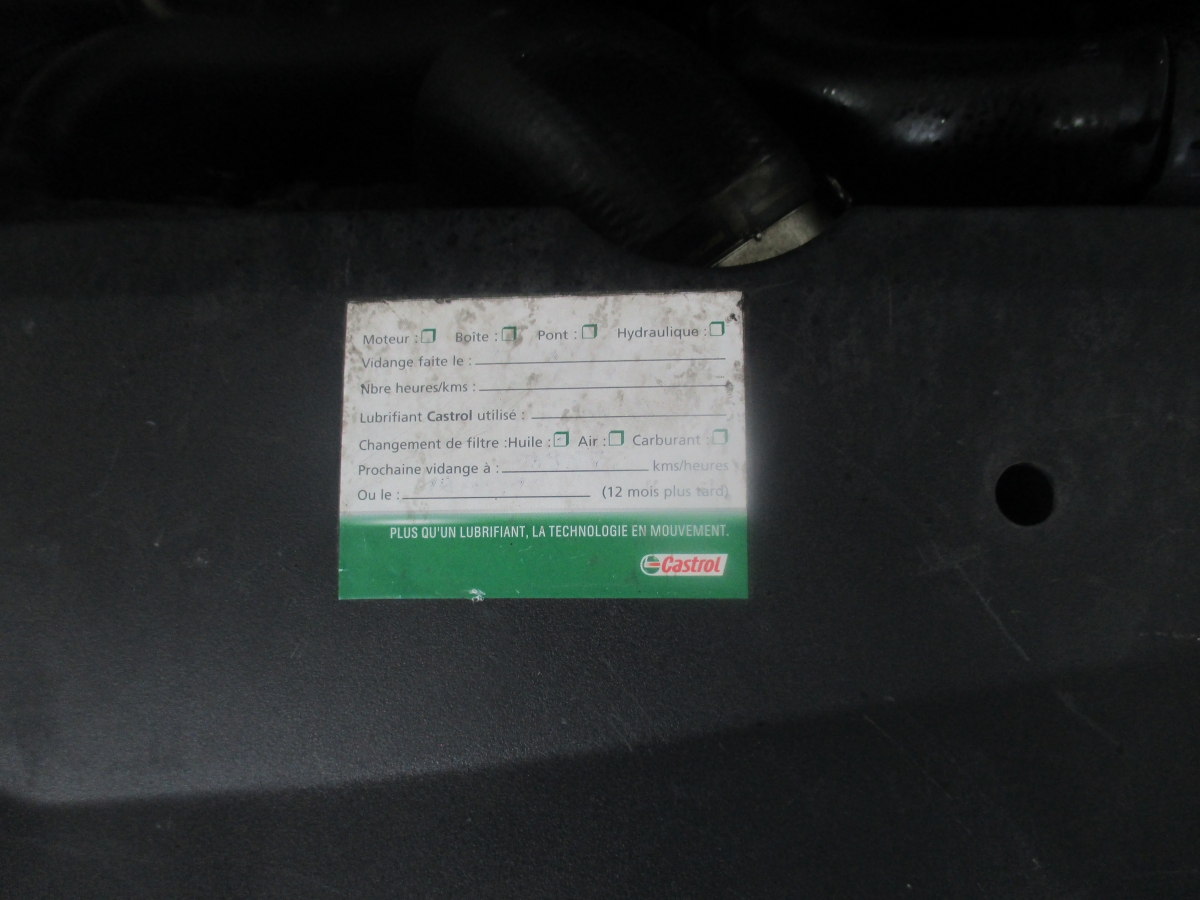 Moteur : Boîte : Pont : Hydraulique :
Vidange faite le :
Nbre heures/kms :
Lubrifiant Castrol utilisé :
Changement de filtre :Huile : Air : Carburant :
Prochaine vidange à : kms/heures
Ou le : (12 mois plus tard)
PLUS QU'UN LUBRIFIANT, LA TECHNOLOGIE EN MOUVEMENT.
Castrol